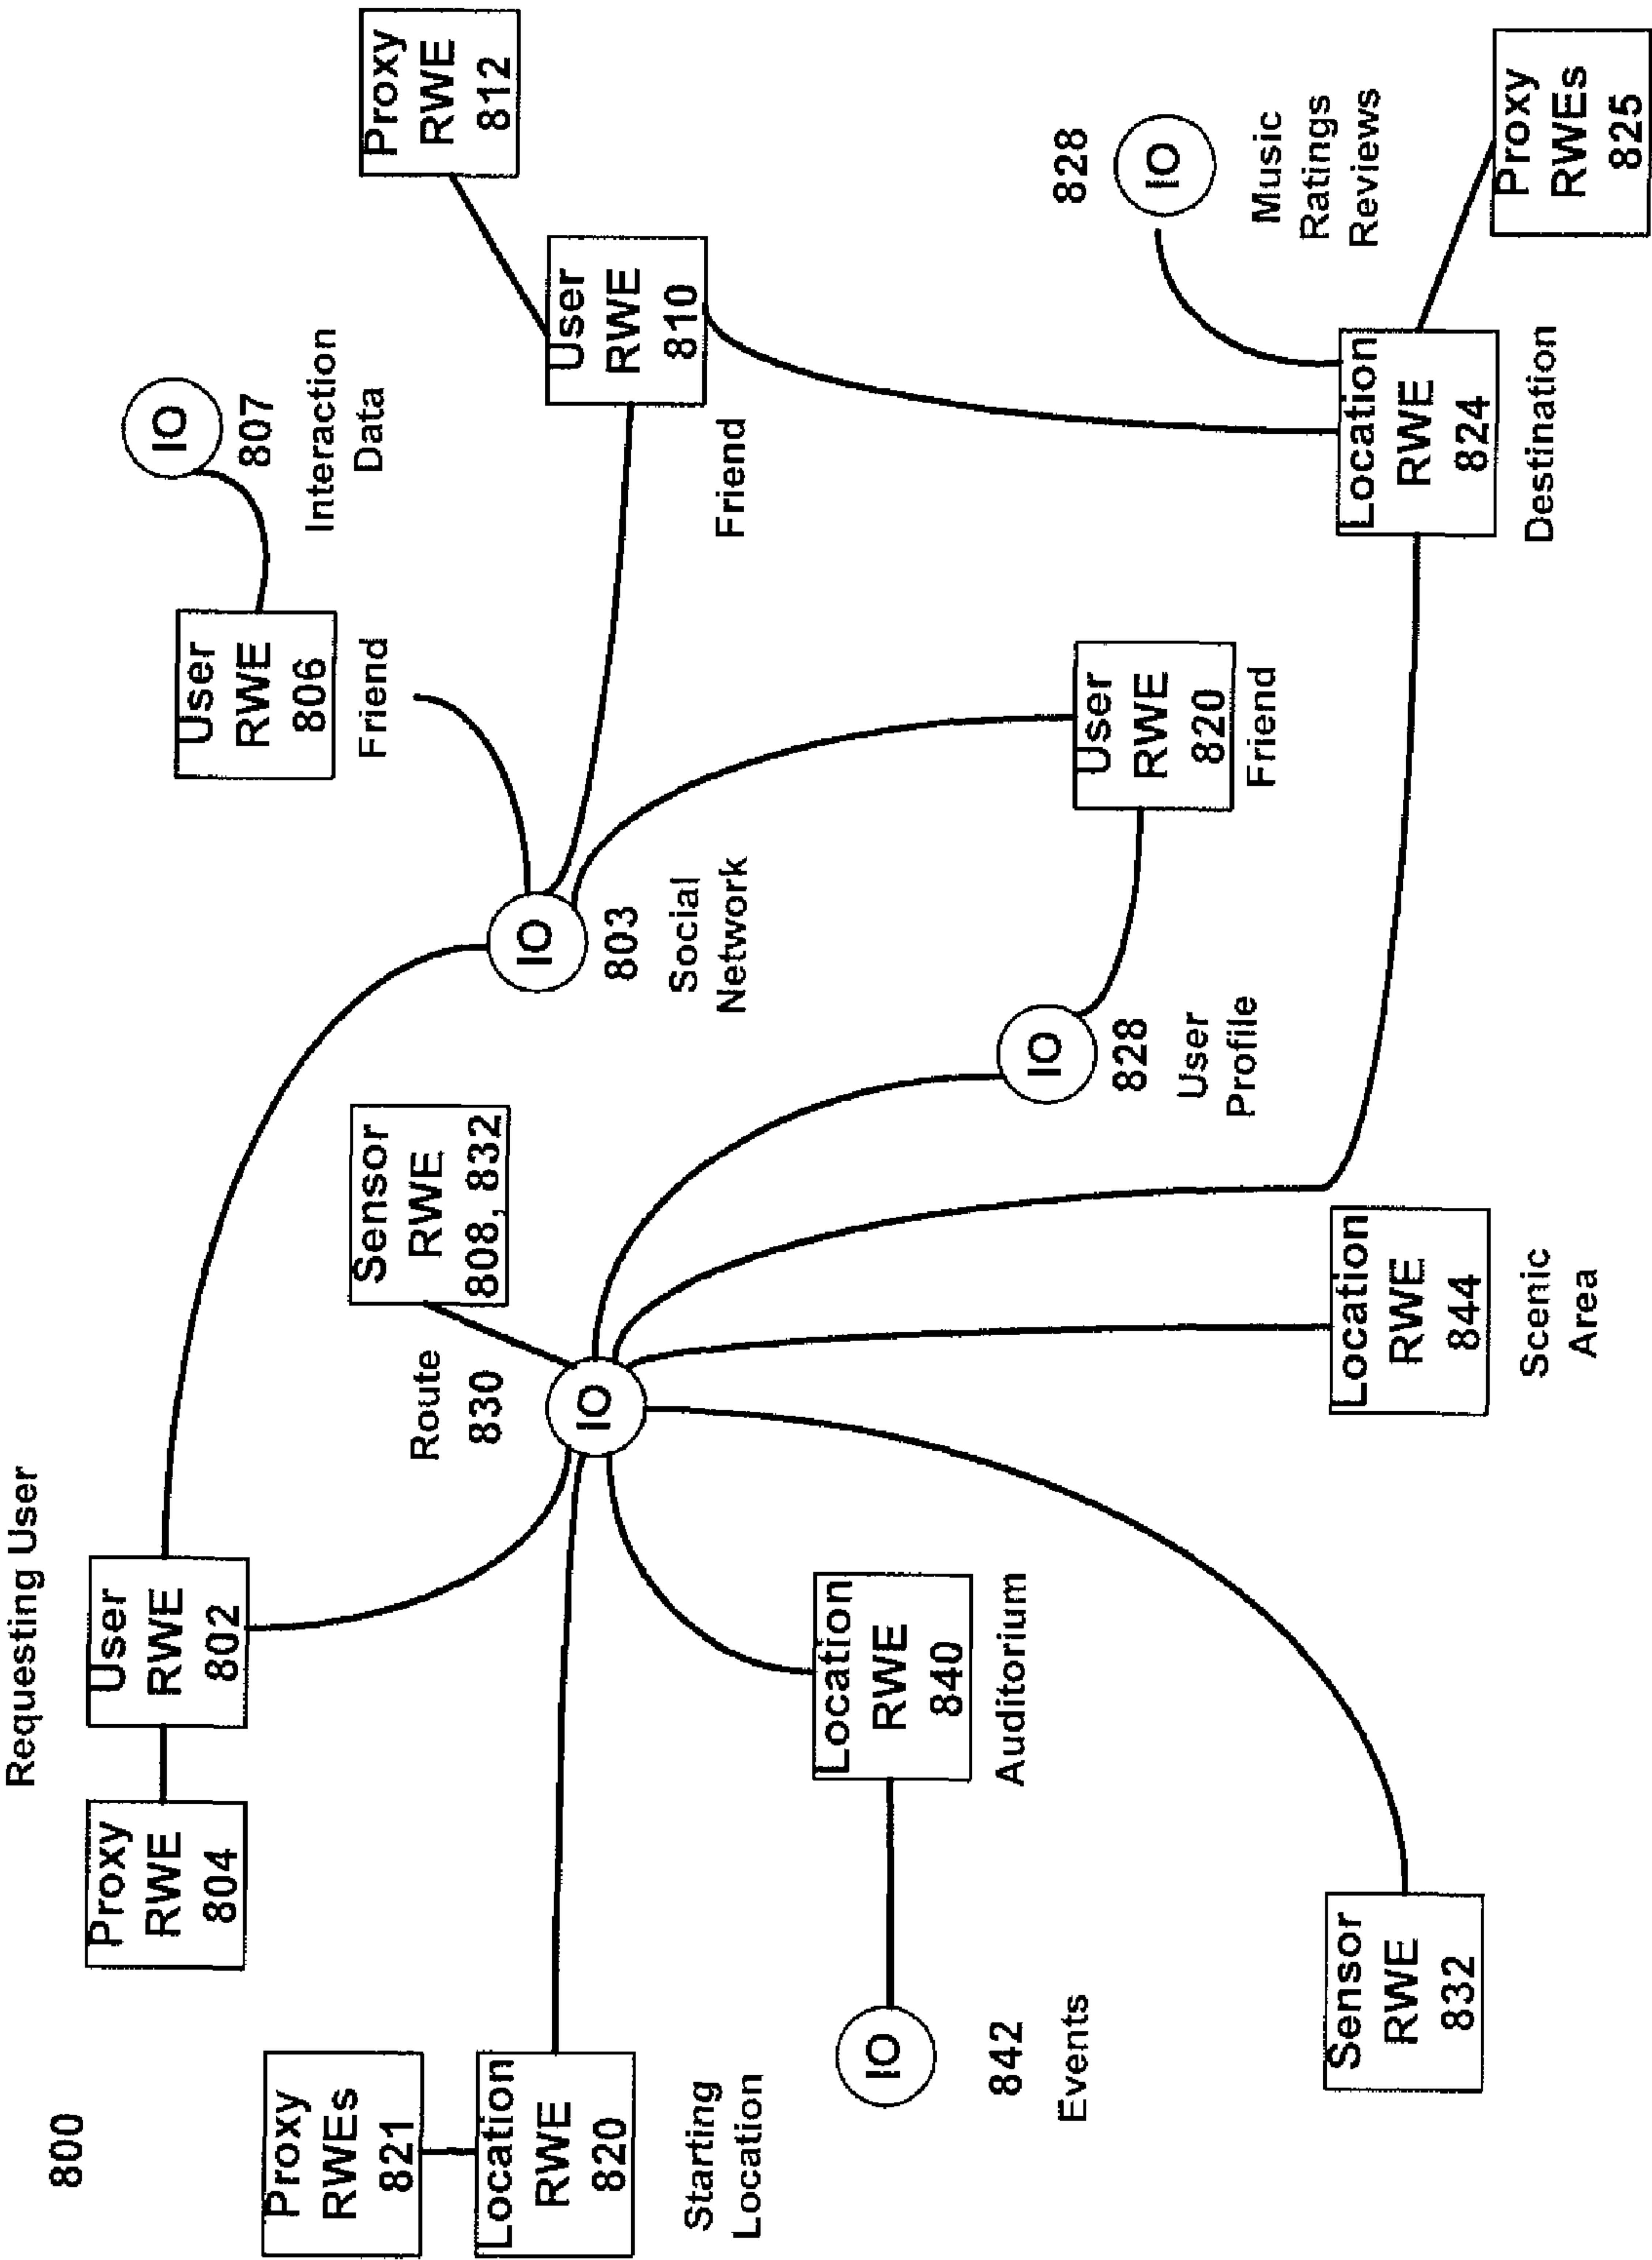 800
Requesting User
Proxy
RWE
804
User
RWE
802
IO
807
Interaction
Data
User
RWE
806
Friend
Proxy
RWEs
821
Location
RWE
820
Starting
Location
Route
830
IO
Sensor
RWE
808, 832
IO
803
Social
Network
Proxy
RWE
812
User
RWE
810
Friend
IO
842
Events
Location
RWE
840
Auditorium
IO
828
User
Profile
User
RWE
820
Friend
828
IO
Music
Ratings
Reviews
Sensor
RWE
832
Location
RWE
844
Scenic
Area
Location
RWE
824
Destination
Proxy
RWEs
825